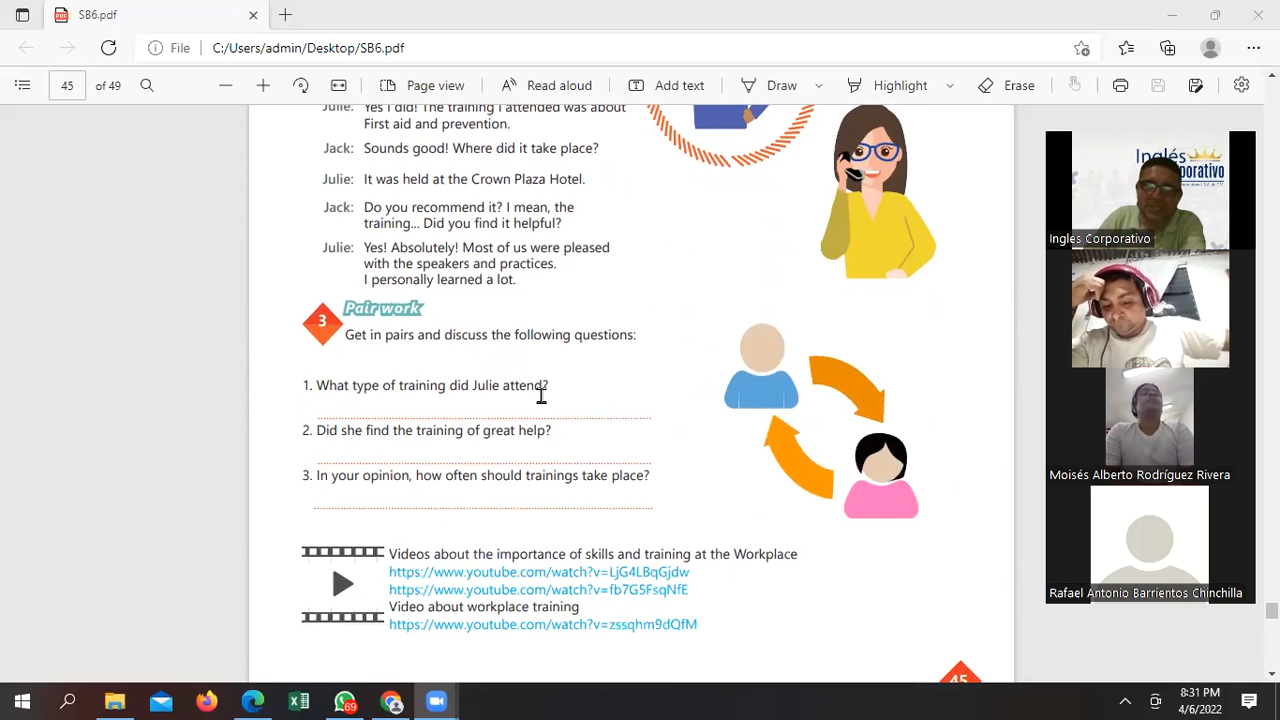 SB6.pdf
File
C:/Users/admin/Desktop/SB6.pdf
45 of 49
Page view
Read aloud
Add text
Draw
Highlight
Erase
Julie: Yes I did! The training I attended was about
First aid and prevention.
Jack: Sounds good! Where did it take place?
Julie: It was held at the Crown Plaza Hotel.
Jack: Do you recommend it? I mean, the
training... Did you find it helpful?
Julie: Yes! Absolutely! Most of us were pleased
with the speakers and practices.
I personally learned a lot.
3 Pair work
Get in pairs and discuss the following questions:
1. What type of training did Julie attend?
2. Did she find the training of great help?
3. In your opinion, how often should trainings take place?
Videos about the importance of skills and training at the Workplace
https://www.youtube.com/watch?v=LjG4LBqGjdw
https://www.youtube.com/watch?v=fb7G5FsqNfE
Video about workplace training
https://www.youtube.com/watch?v=zssqhm9dQfM
45
Inglés
orporativo
Ingles Corporativo
Moisés Alberto Rodríguez Rivera
Rafael Antonio Barrientos Chinchilla
69
8:31 PM
4/6/2022